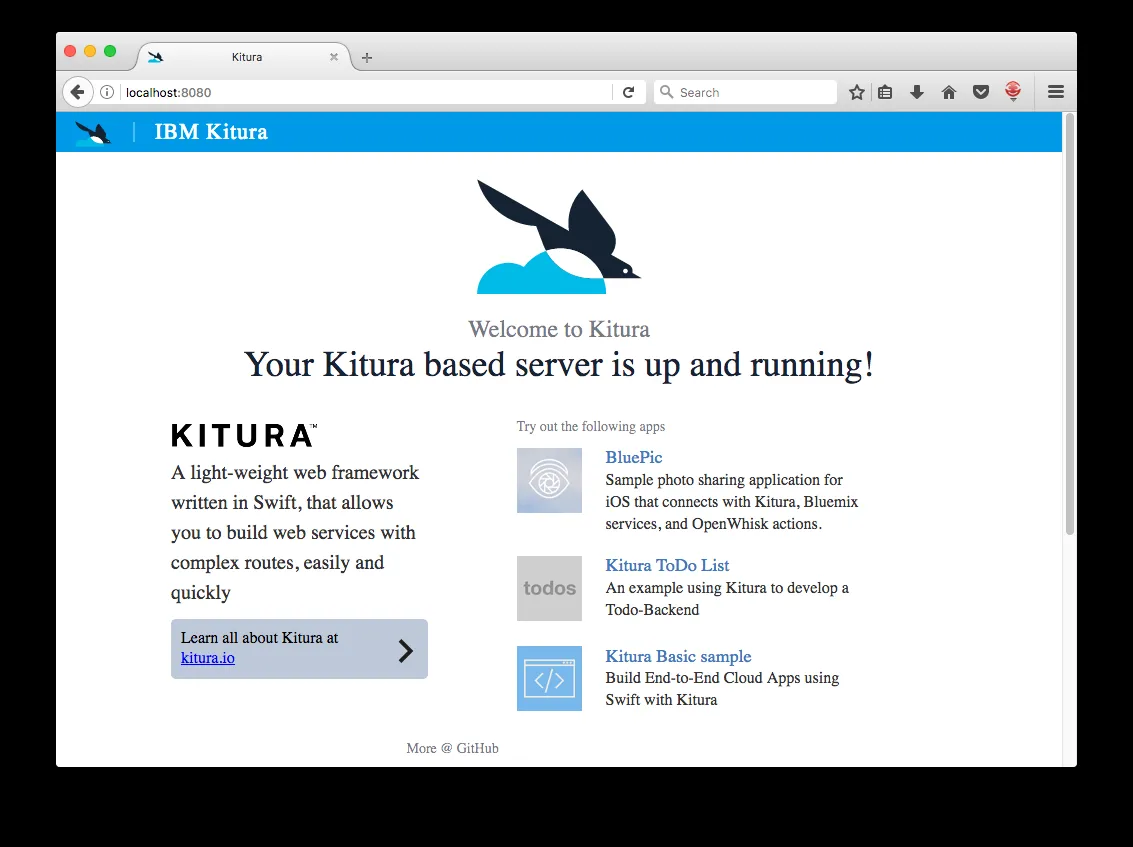 Kitura
localhost:8080
Search
IBM Kitura
Welcome to Kitura
Your Kitura based server is up and running!
KITURA™
A light-weight web framework
written in Swift, that allows
you to build web services with
complex routes, easily and
quickly
Learn all about Kitura at
kitura.io
Try out the following apps
BluePic
Sample photo sharing application for
iOS that connects with Kitura, Bluemix
services, and OpenWhisk actions.
todos
Kitura ToDo List
An example using Kitura to develop a
Todo-Backend
</>
Kitura Basic sample
Build End-to-End Cloud Apps using
Swift with Kitura
More @ GitHub